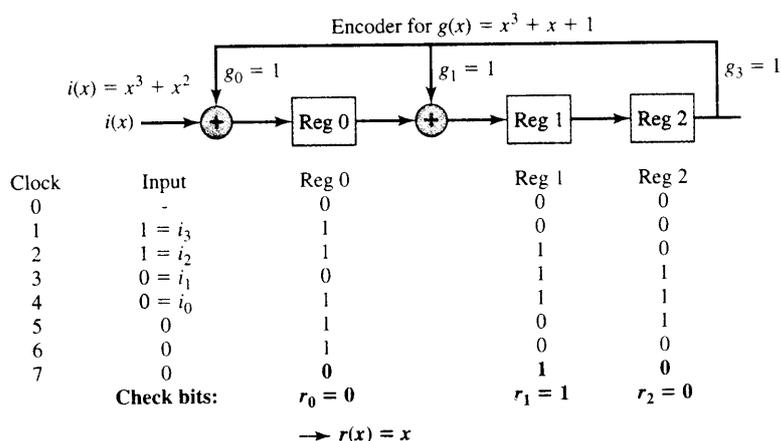 Encoder for g(x) = x³ + x + 1
g₀ = 1 g₁ = 1 g₃ = 1
i(x) = x³ + x²
i(x) + Reg 0 + Reg 1 Reg 2
Clock Input Reg 0 Reg 1 Reg 2
0 - 0 0 0
1 1 = i₃ 1 0 0
2 1 = i₂ 1 1 0
3 0 = i₁ 0 1 1
4 0 = i₀ 1 1 1
5 0 1 0 1
6 0 1 0 0
7 0 0 1 0
Check bits: r₀ = 0 r₁ = 1 r₂ = 0
→ r(x) = x